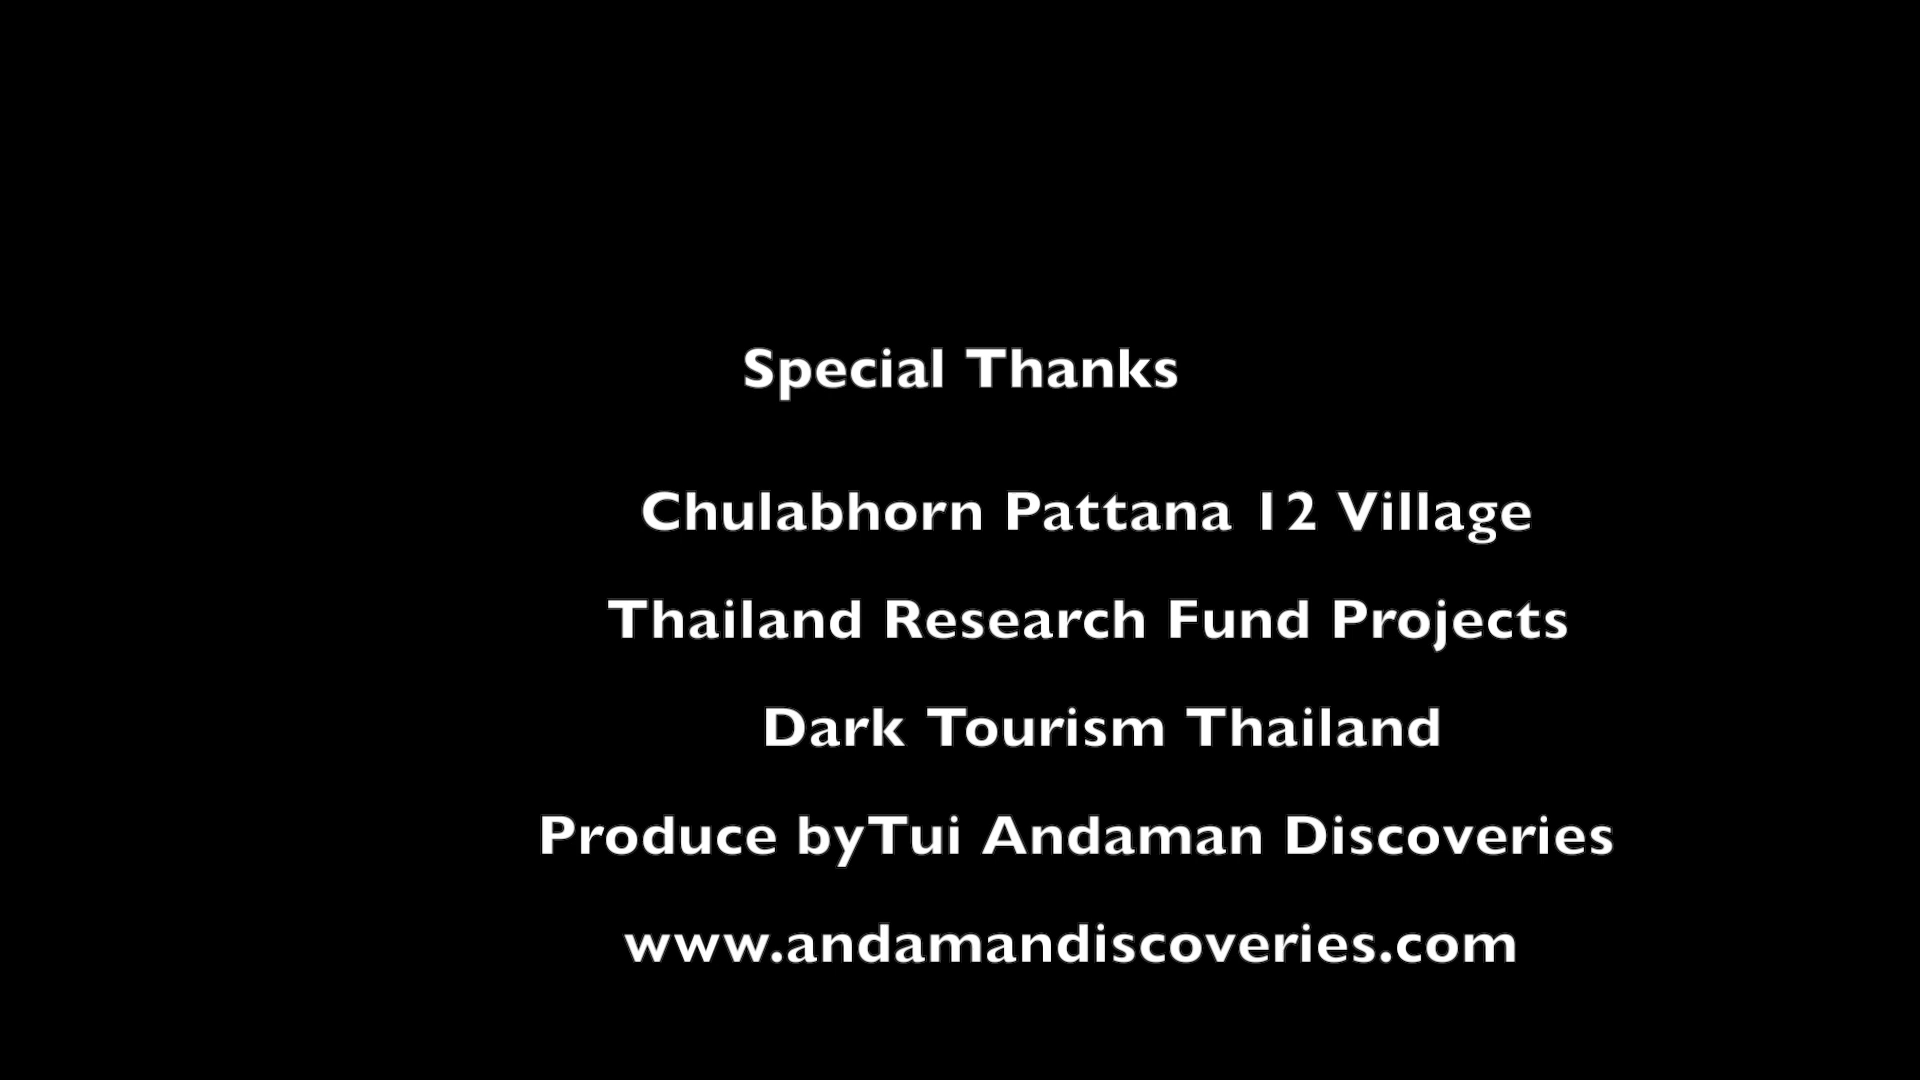 Special Thanks
Chulabhorn Pattana 12 Village
Thailand Research Fund Projects
Dark Tourism Thailand
Produce byTui Andaman Discoveries
www.andamandiscoveries.com